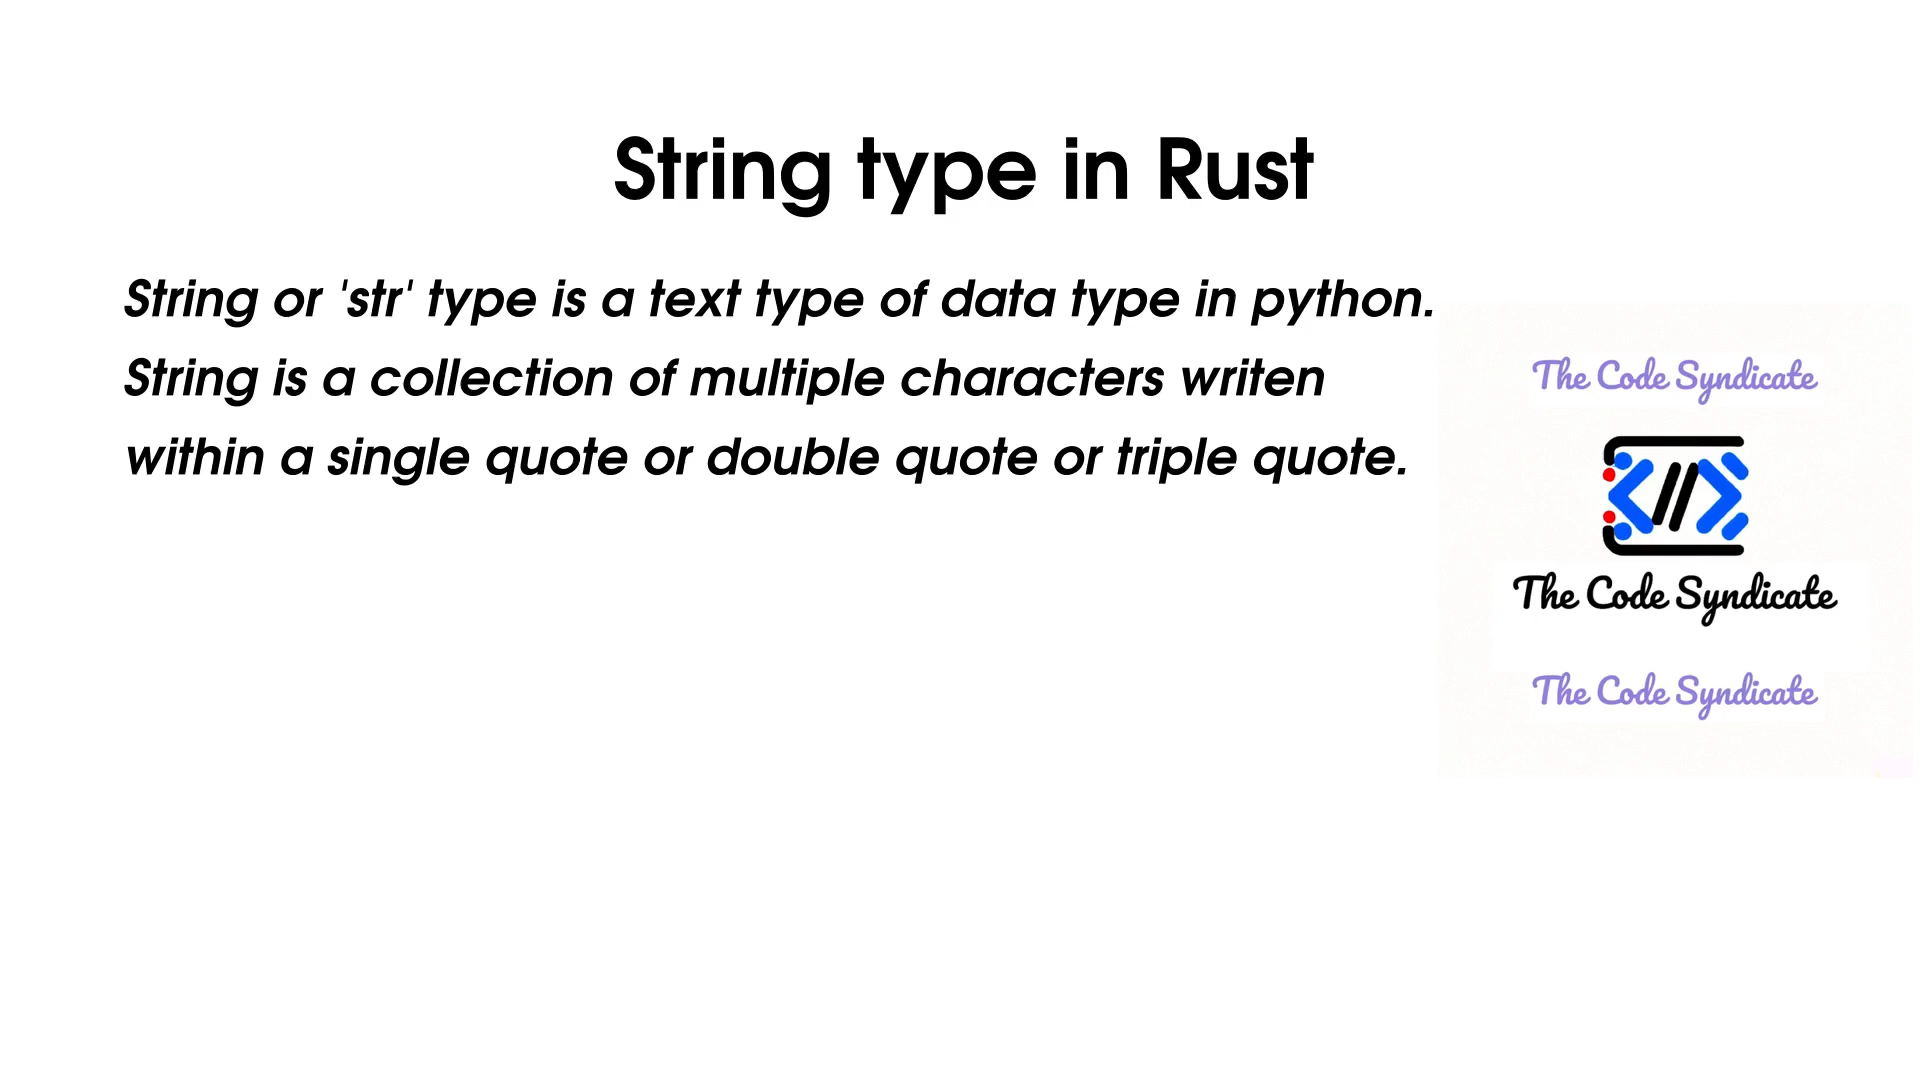 String type in Rust
String or 'str' type is a text type of data type in python.
String is a collection of multiple characters writen
within a single quote or double quote or triple quote.
The Code Syndicate
The Code Syndicate
The Code Syndicate